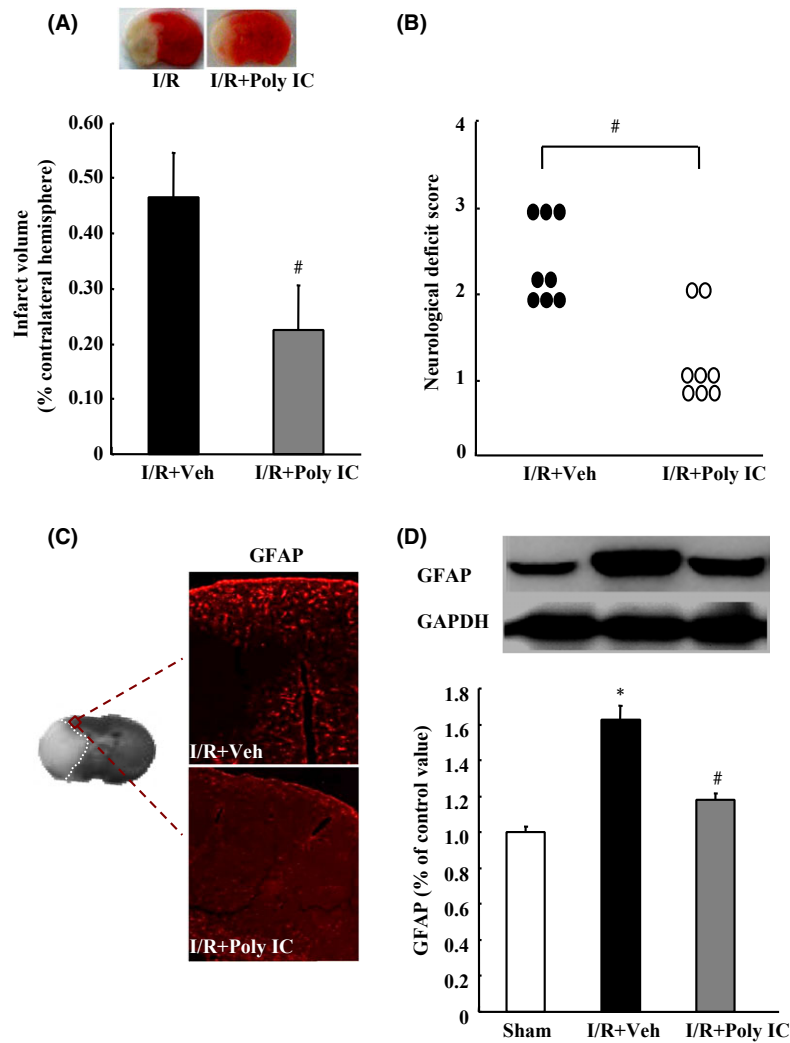 (A)
I/R
I/R+Poly IC
Infarct volume
(% contralateral hemisphere)
0.60
0.50
0.40
0.30
0.20
0.10
0
#
I/R+Veh
I/R+Poly IC
(B)
Neurological deficit score
4
3
2
1
0
#
I/R+Veh
I/R+Poly IC
(C)
GFAP
I/R+Veh
I/R+Poly IC
(D)
GFAP
GAPDH
GFAP (% of control value)
1.8
1.6
1.4
1.2
1.0
0.8
0.6
0.4
0.2
0
*
#
Sham
I/R+Veh
I/R+Poly IC